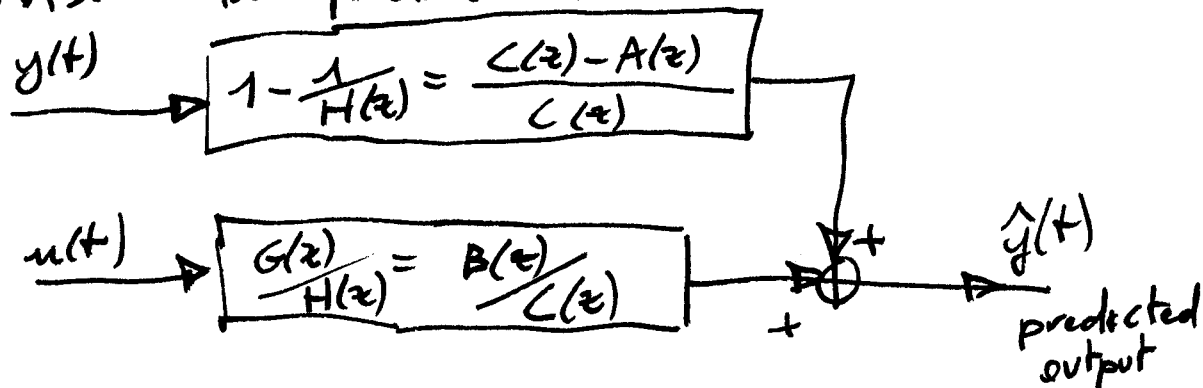 y(t)
1 - 1/H(z) = C(z) - A(z)/C(z)
u(t)
G(z)/H(z) = B(z)/C(z)
+
+
ŷ(t)
predicted
output